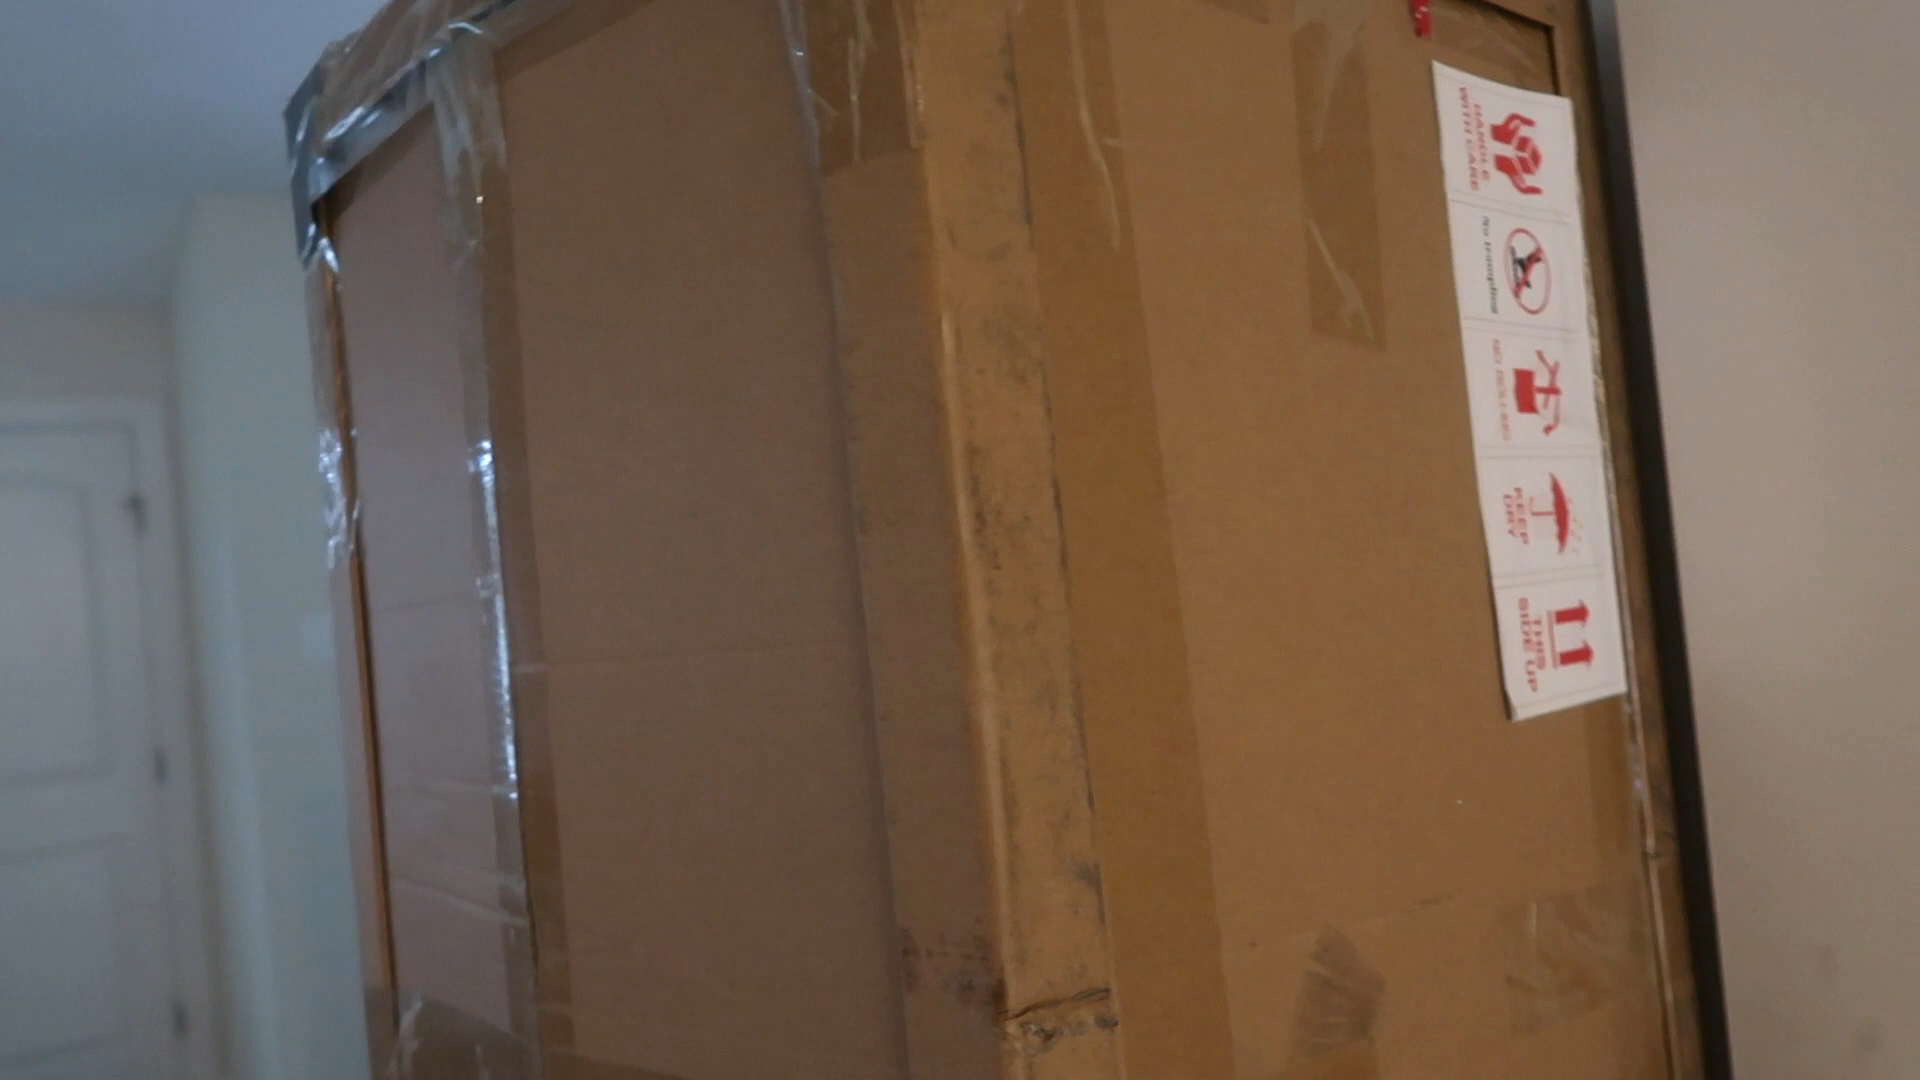 HANDLE
WITH CARE
No trampling
KEEP
DRY
THIS
SIDE UP